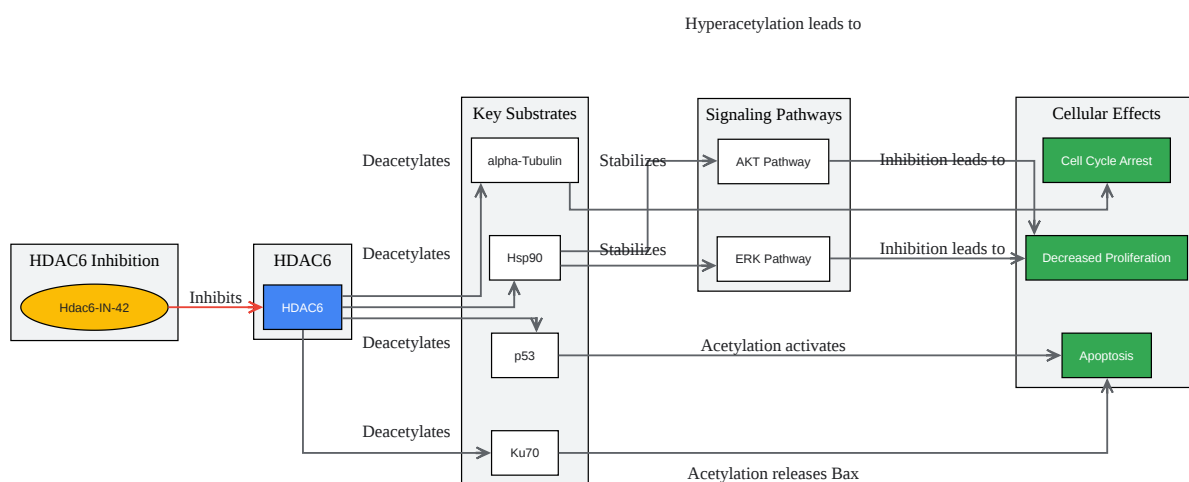 Hyperacetylation leads to
Key Substrates
Signaling Pathways
Cellular Effects
Deacetylates
alpha-Tubulin
Stabilizes
AKT Pathway
Inhibition leads to
Cell Cycle Arrest
HDAC6 Inhibition
HDAC6
Deacetylates
Hsp90
Stabilizes
ERK Pathway
Inhibition leads to
Decreased Proliferation
Hdac6-IN-42
Inhibits
HDAC6
Deacetylates
p53
Acetylation activates
Apoptosis
Deacetylates
Ku70
Acetylation releases Bax